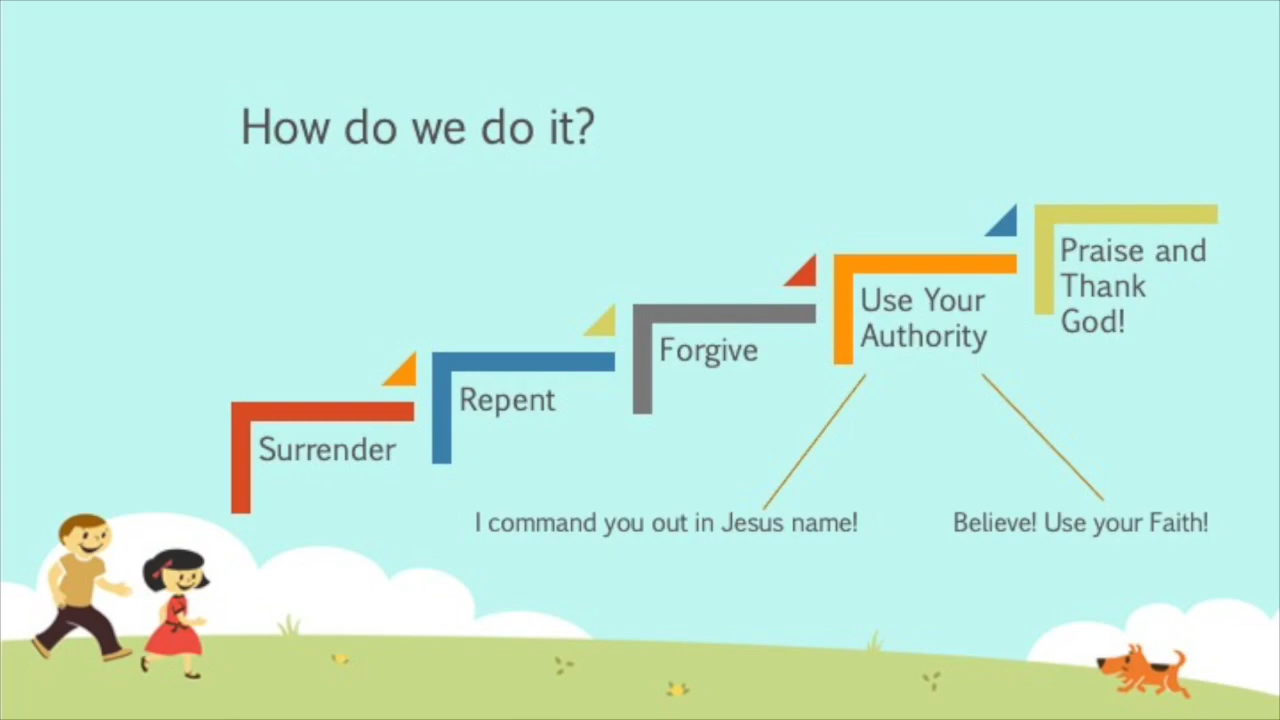 How do we do it?
Surrender
Repent
Forgive
Use Your
Authority
Praise and
Thank
God!
I command you out in Jesus name!
Believe! Use your Faith!